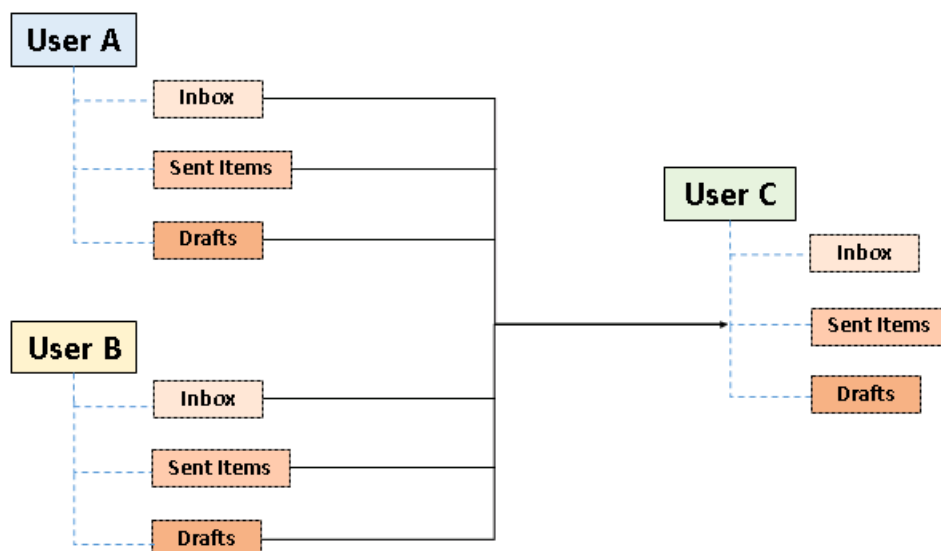 User A
Inbox
Sent Items
Drafts
User B
Inbox
Sent Items
Drafts
User C
Inbox
Sent Items
Drafts